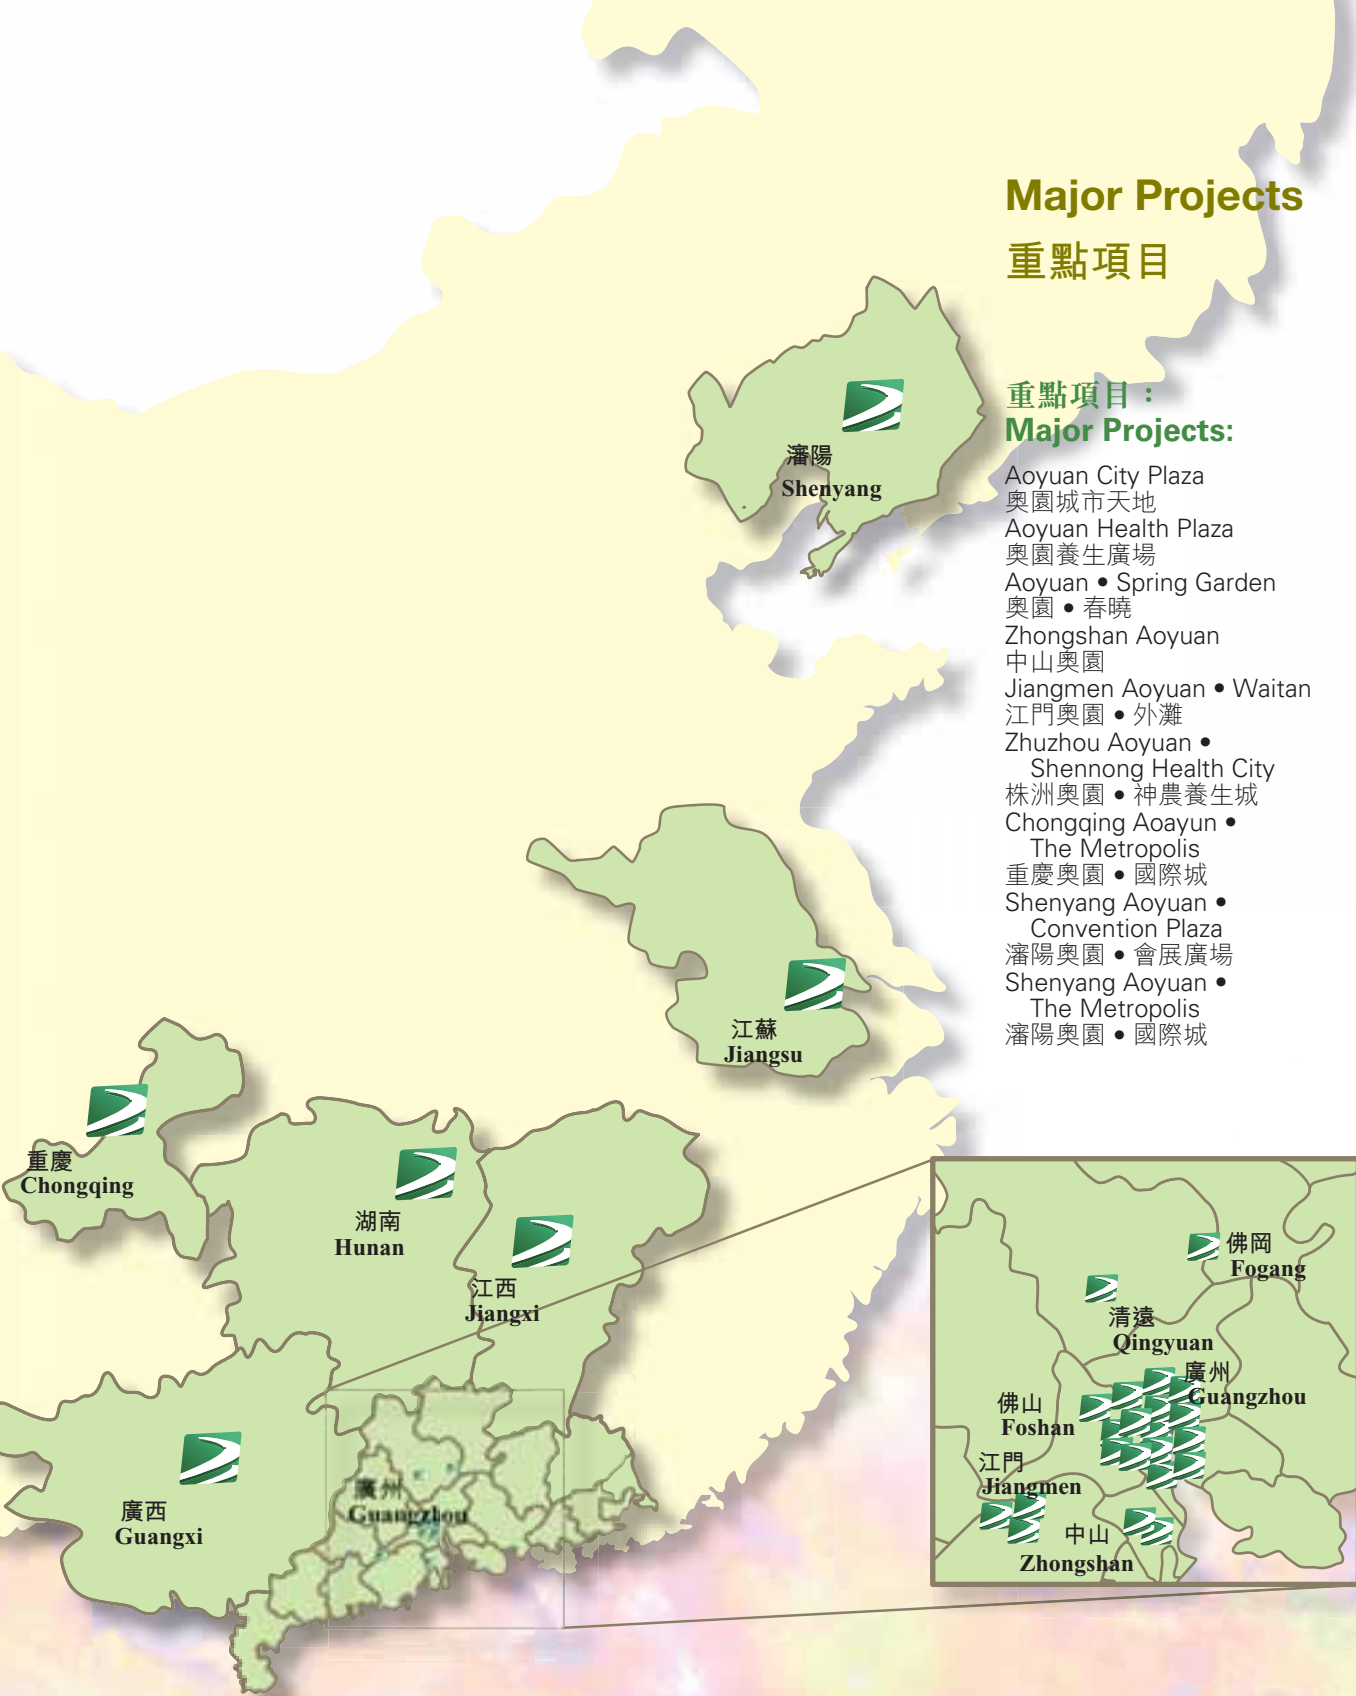 Major Projects
重點項目
重點項目：
Major Projects:
Aoyuan City Plaza
奧園城市天地
Aoyuan Health Plaza
奧園養生廣場
Aoyuan • Spring Garden
奧園 • 春曉
Zhongshan Aoyuan
中山奧園
Jiangmen Aoyuan • Waitan
江門奧園 • 外灘
Zhuzhou Aoyuan •
Shennong Health City
株洲奧園 • 神農養生城
Chongqing Aoayun •
The Metropolis
重慶奧園 • 國際城
Shenyang Aoyuan •
Convention Plaza
瀋陽奧園 • 會展廣場
Shenyang Aoyuan •
The Metropolis
瀋陽奧園 • 國際城
瀋陽
Shenyang
江蘇
Jiangsu
重慶
Chongqing
湖南
Hunan
江西
Jiangxi
廣西
Guangxi
廣州
Guangzhou
佛岡
Fogang
清遠
Qingyuan
廣州
Guangzhou
佛山
Foshan
江門
Jiangmen
中山
Zhongshan